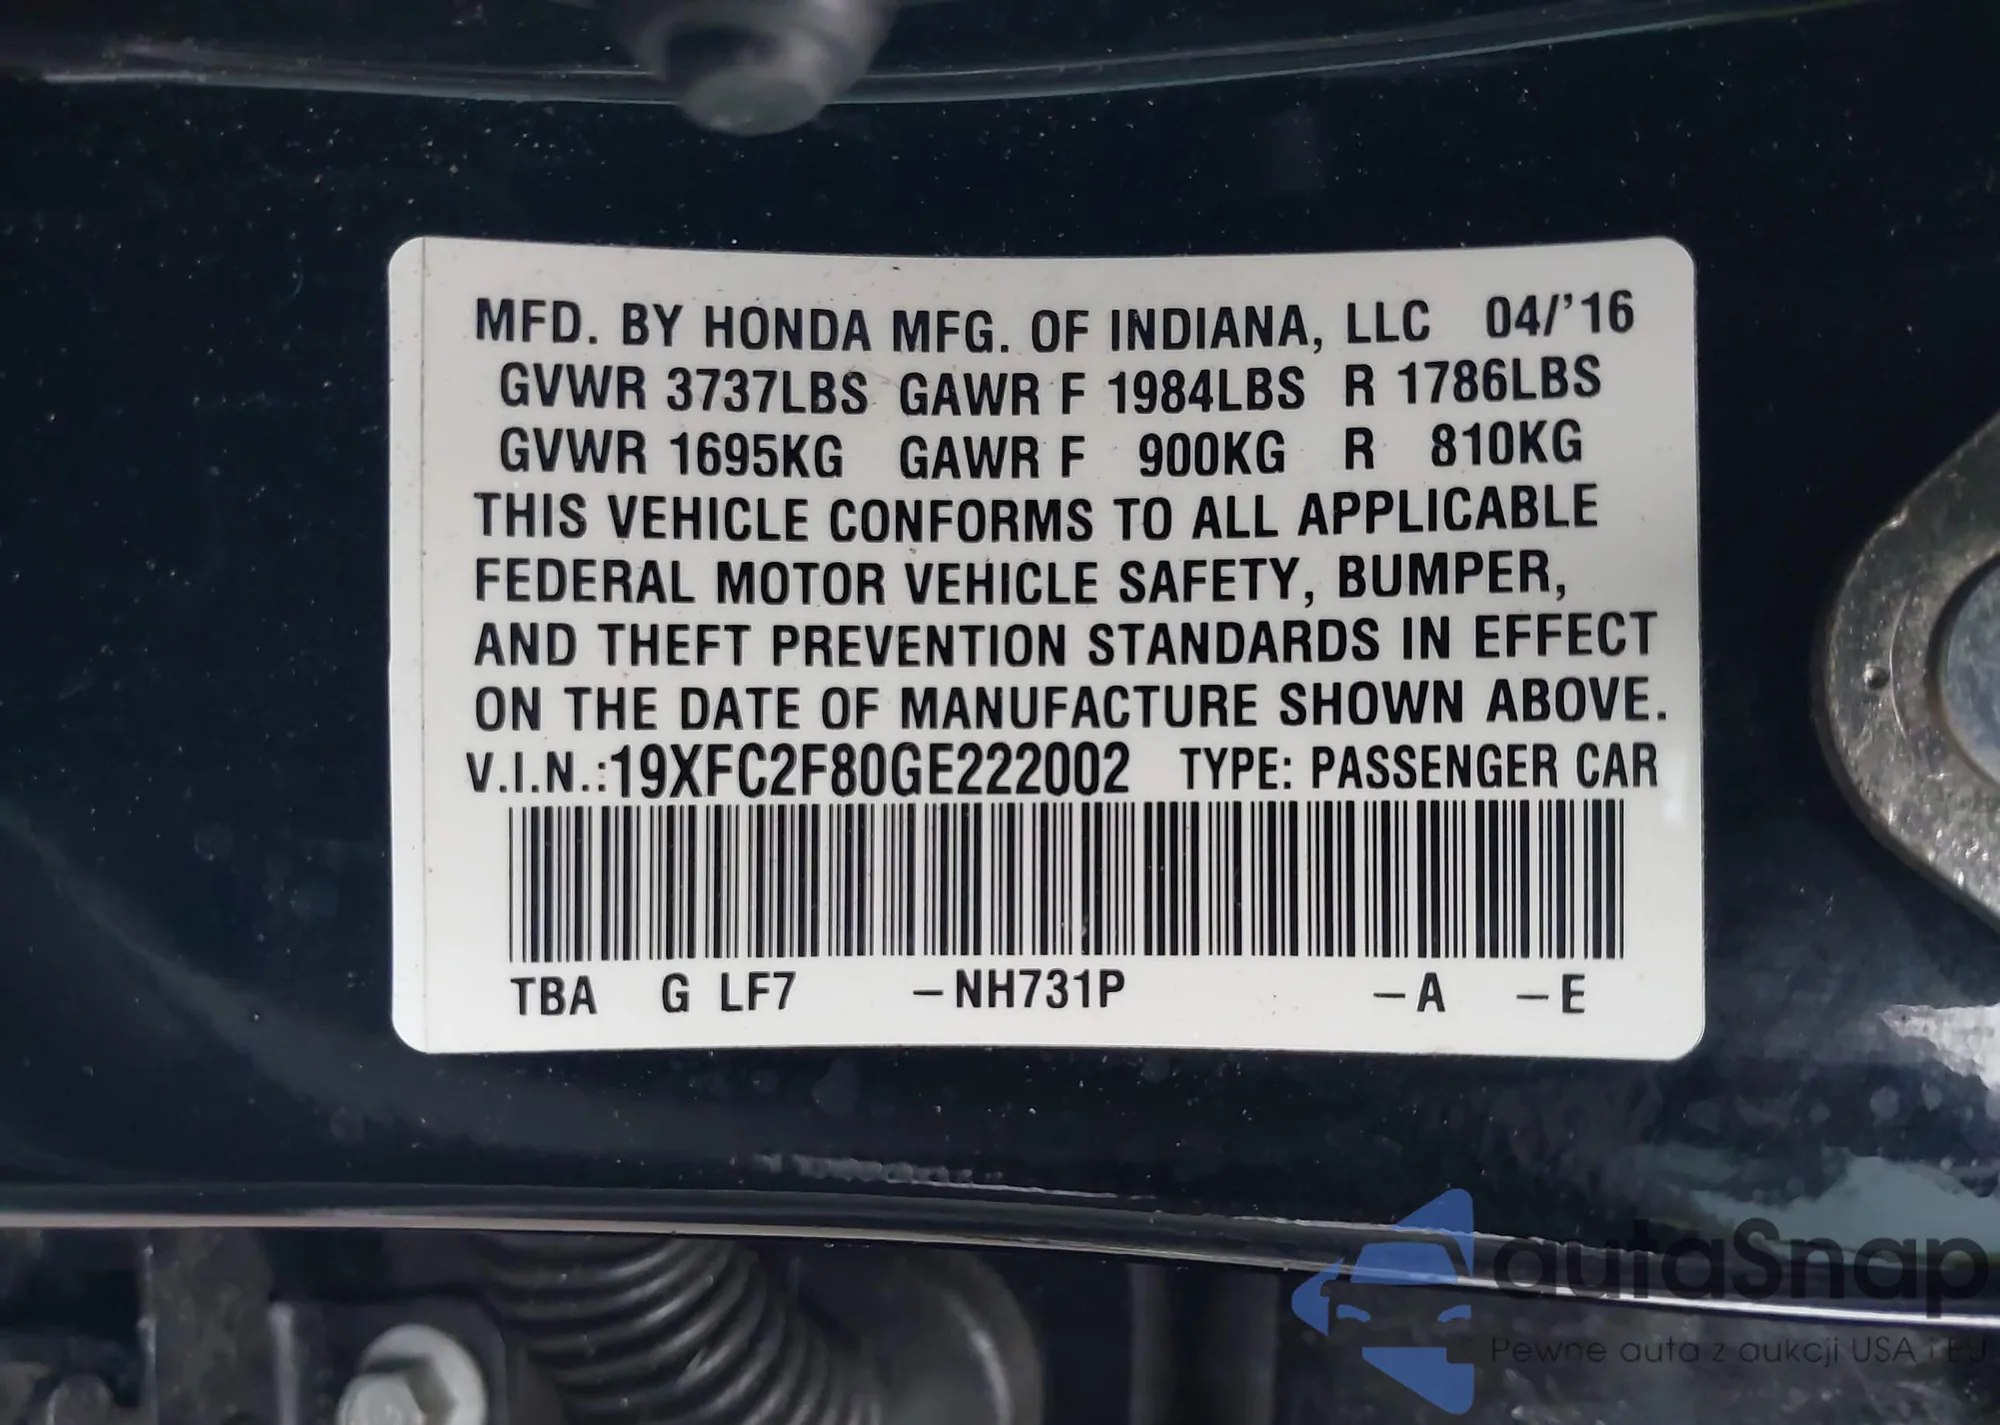 MFD. BY HONDA MFG. OF INDIANA, LLC 04/'16
GVWR 3737LBS GAWR F 1984LBS R 1786LBS
GVWR 1695KG GAWR F 900KG R 810KG
THIS VEHICLE CONFORMS TO ALL APPLICABLE
FEDERAL MOTOR VEHICLE SAFETY, BUMPER,
AND THEFT PREVENTION STANDARDS IN EFFECT
ON THE DATE OF MANUFACTURE SHOWN ABOVE.
V.I.N.:19XFC2F80GE222002 TYPE: PASSENGER CAR
TBA G LF7 –NH731P –A –E
autaSnap
Pewne auta z aukcji USA i EU